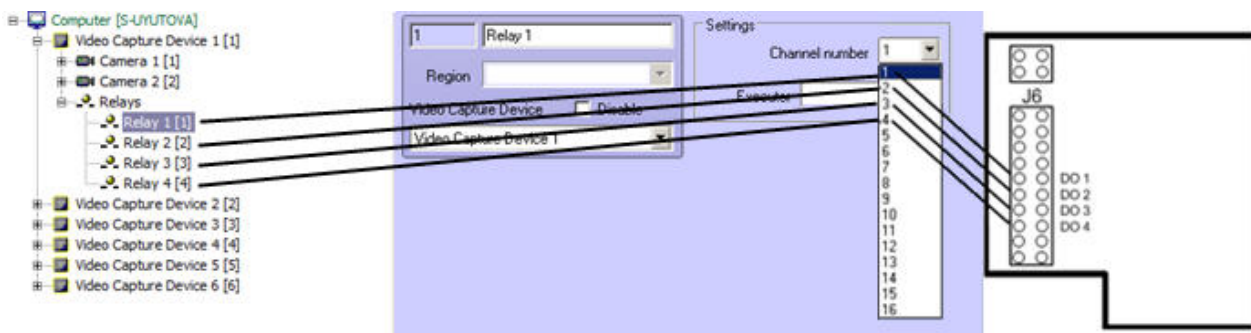 Computer [S-UYUTOVA]
Video Capture Device 1 [1]
Camera 1 [1]
Camera 2 [2]
Relays
Relay 1 [1]
Relay 2 [2]
Relay 3 [3]
Relay 4 [4]
Video Capture Device 2 [2]
Video Capture Device 3 [3]
Video Capture Device 4 [4]
Video Capture Device 5 [5]
Video Capture Device 6 [6]
1 Relay 1
Region
Video Capture Device Disable
Video Capture Device 1
Settings
Channel number 1
Executer
1
2
3
4
5
6
7
8
9
10
11
12
13
14
15
16
J6
DO 1
DO 2
DO 3
DO 4